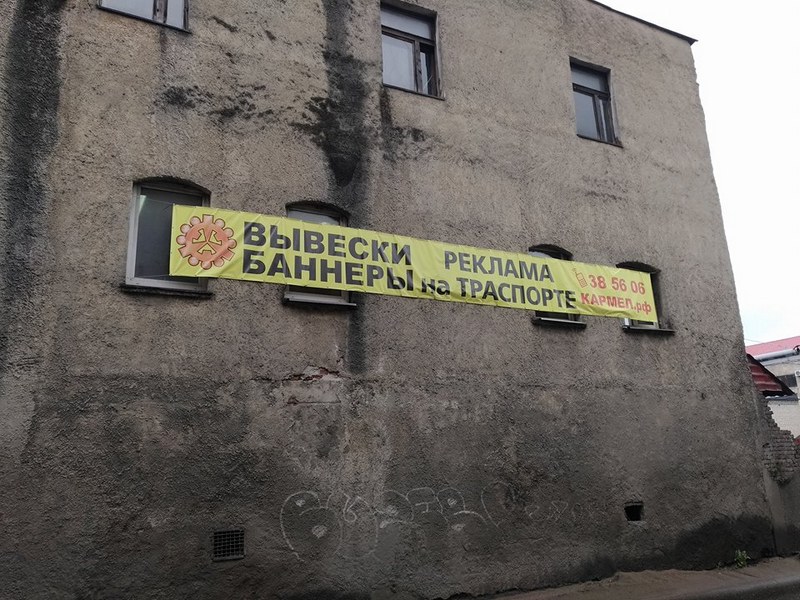 ВЫВЕСКИ РЕКЛАМА 38 56 06
БАННЕРЫ на ТРАСПОРТЕ КАРМЕЛ.рф